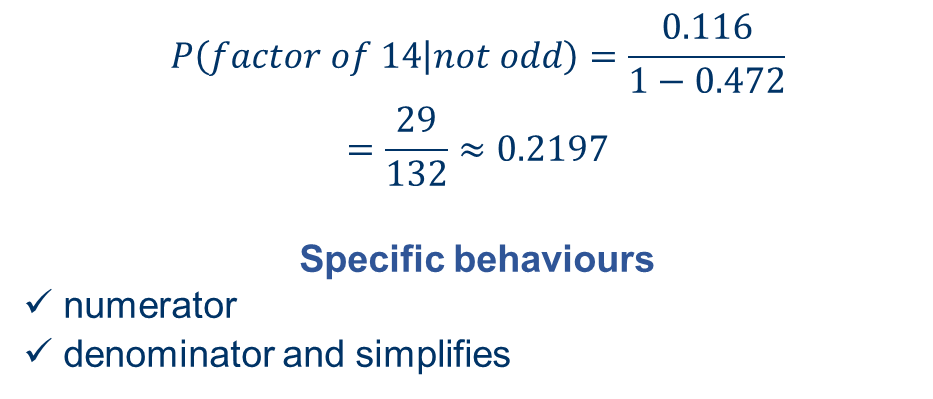 P(factor of 14|not odd) = 0.116 / 1 − 0.472
= 29 / 132 ≈ 0.2197
Specific behaviours
✓ numerator
✓ denominator and simplifies